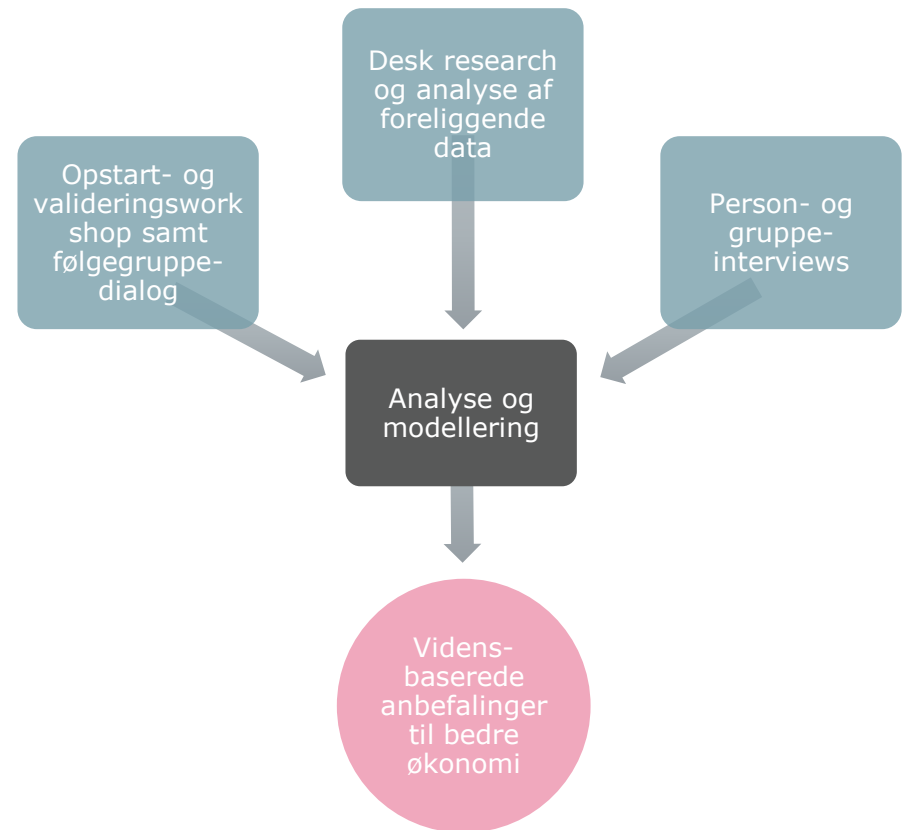 Desk research
og analyse af
foreliggende
data
Opstart- og
valideringswork
shop samt
følgegruppe-
dialog
Person- og
gruppe-
interviews
Analyse og
modellering
Videns-
baserede
anbefalinger
til bedre
økonomi